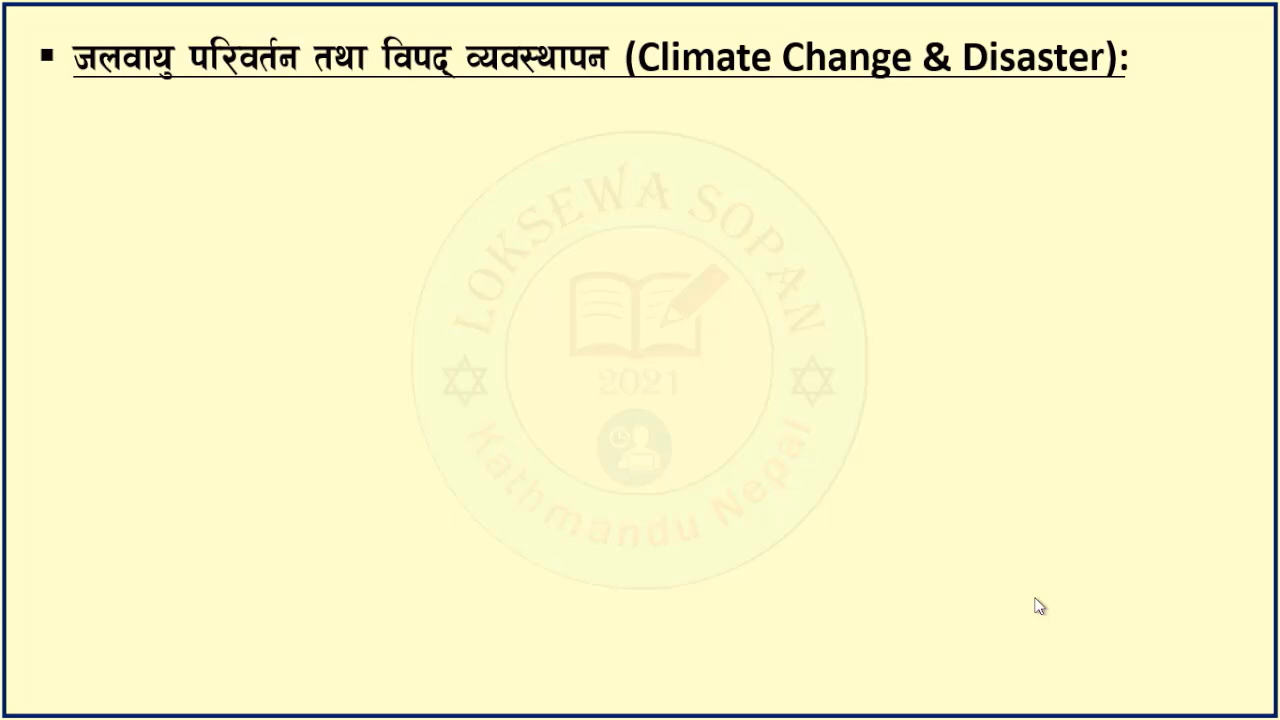 ▪ जलवायु परिवर्तन तथा विपद् व्यवस्थापन (Climate Change & Disaster):
LOKSEWA SOPAN
2021
Kathmandu Nepal